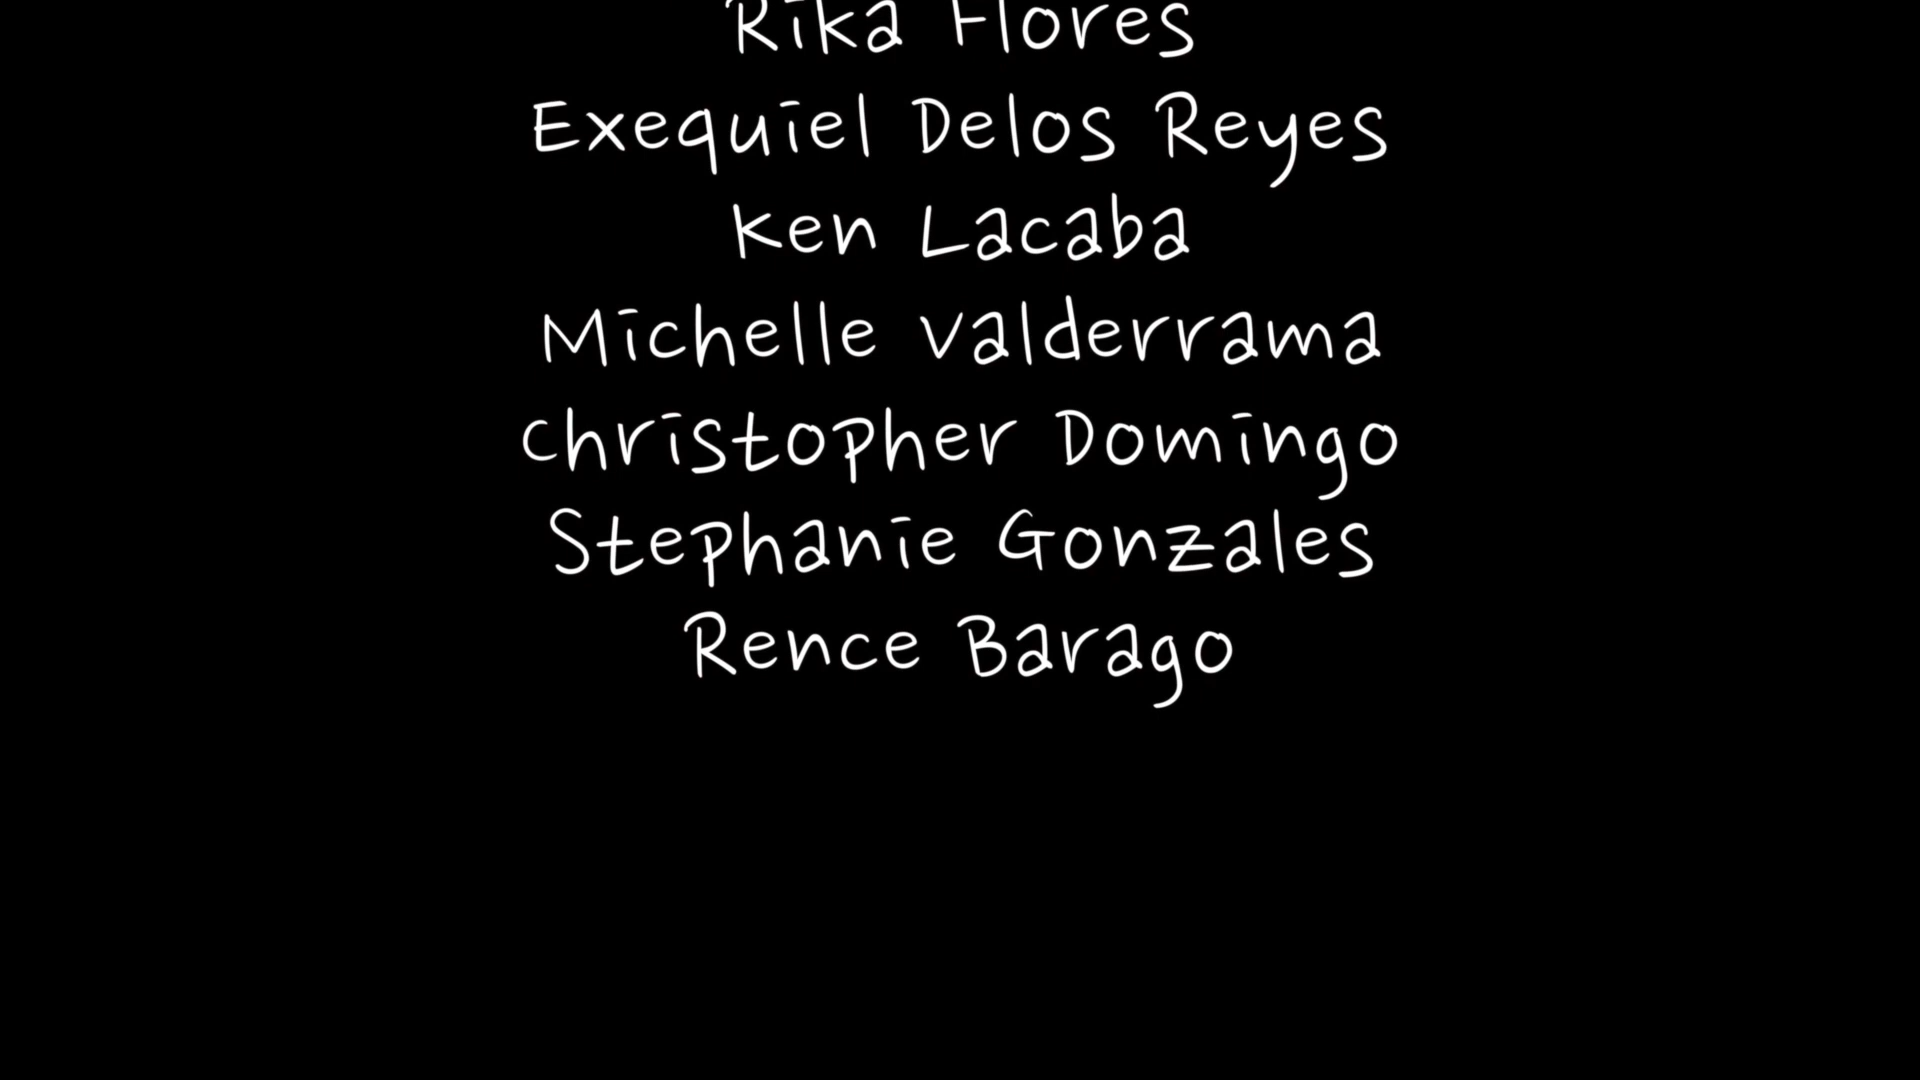 Rika Flores
Exequiel Delos Reyes
Ken Lacaba
Michelle Valderrama
Christopher Domingo
Stephanie Gonzales
Rence Barago